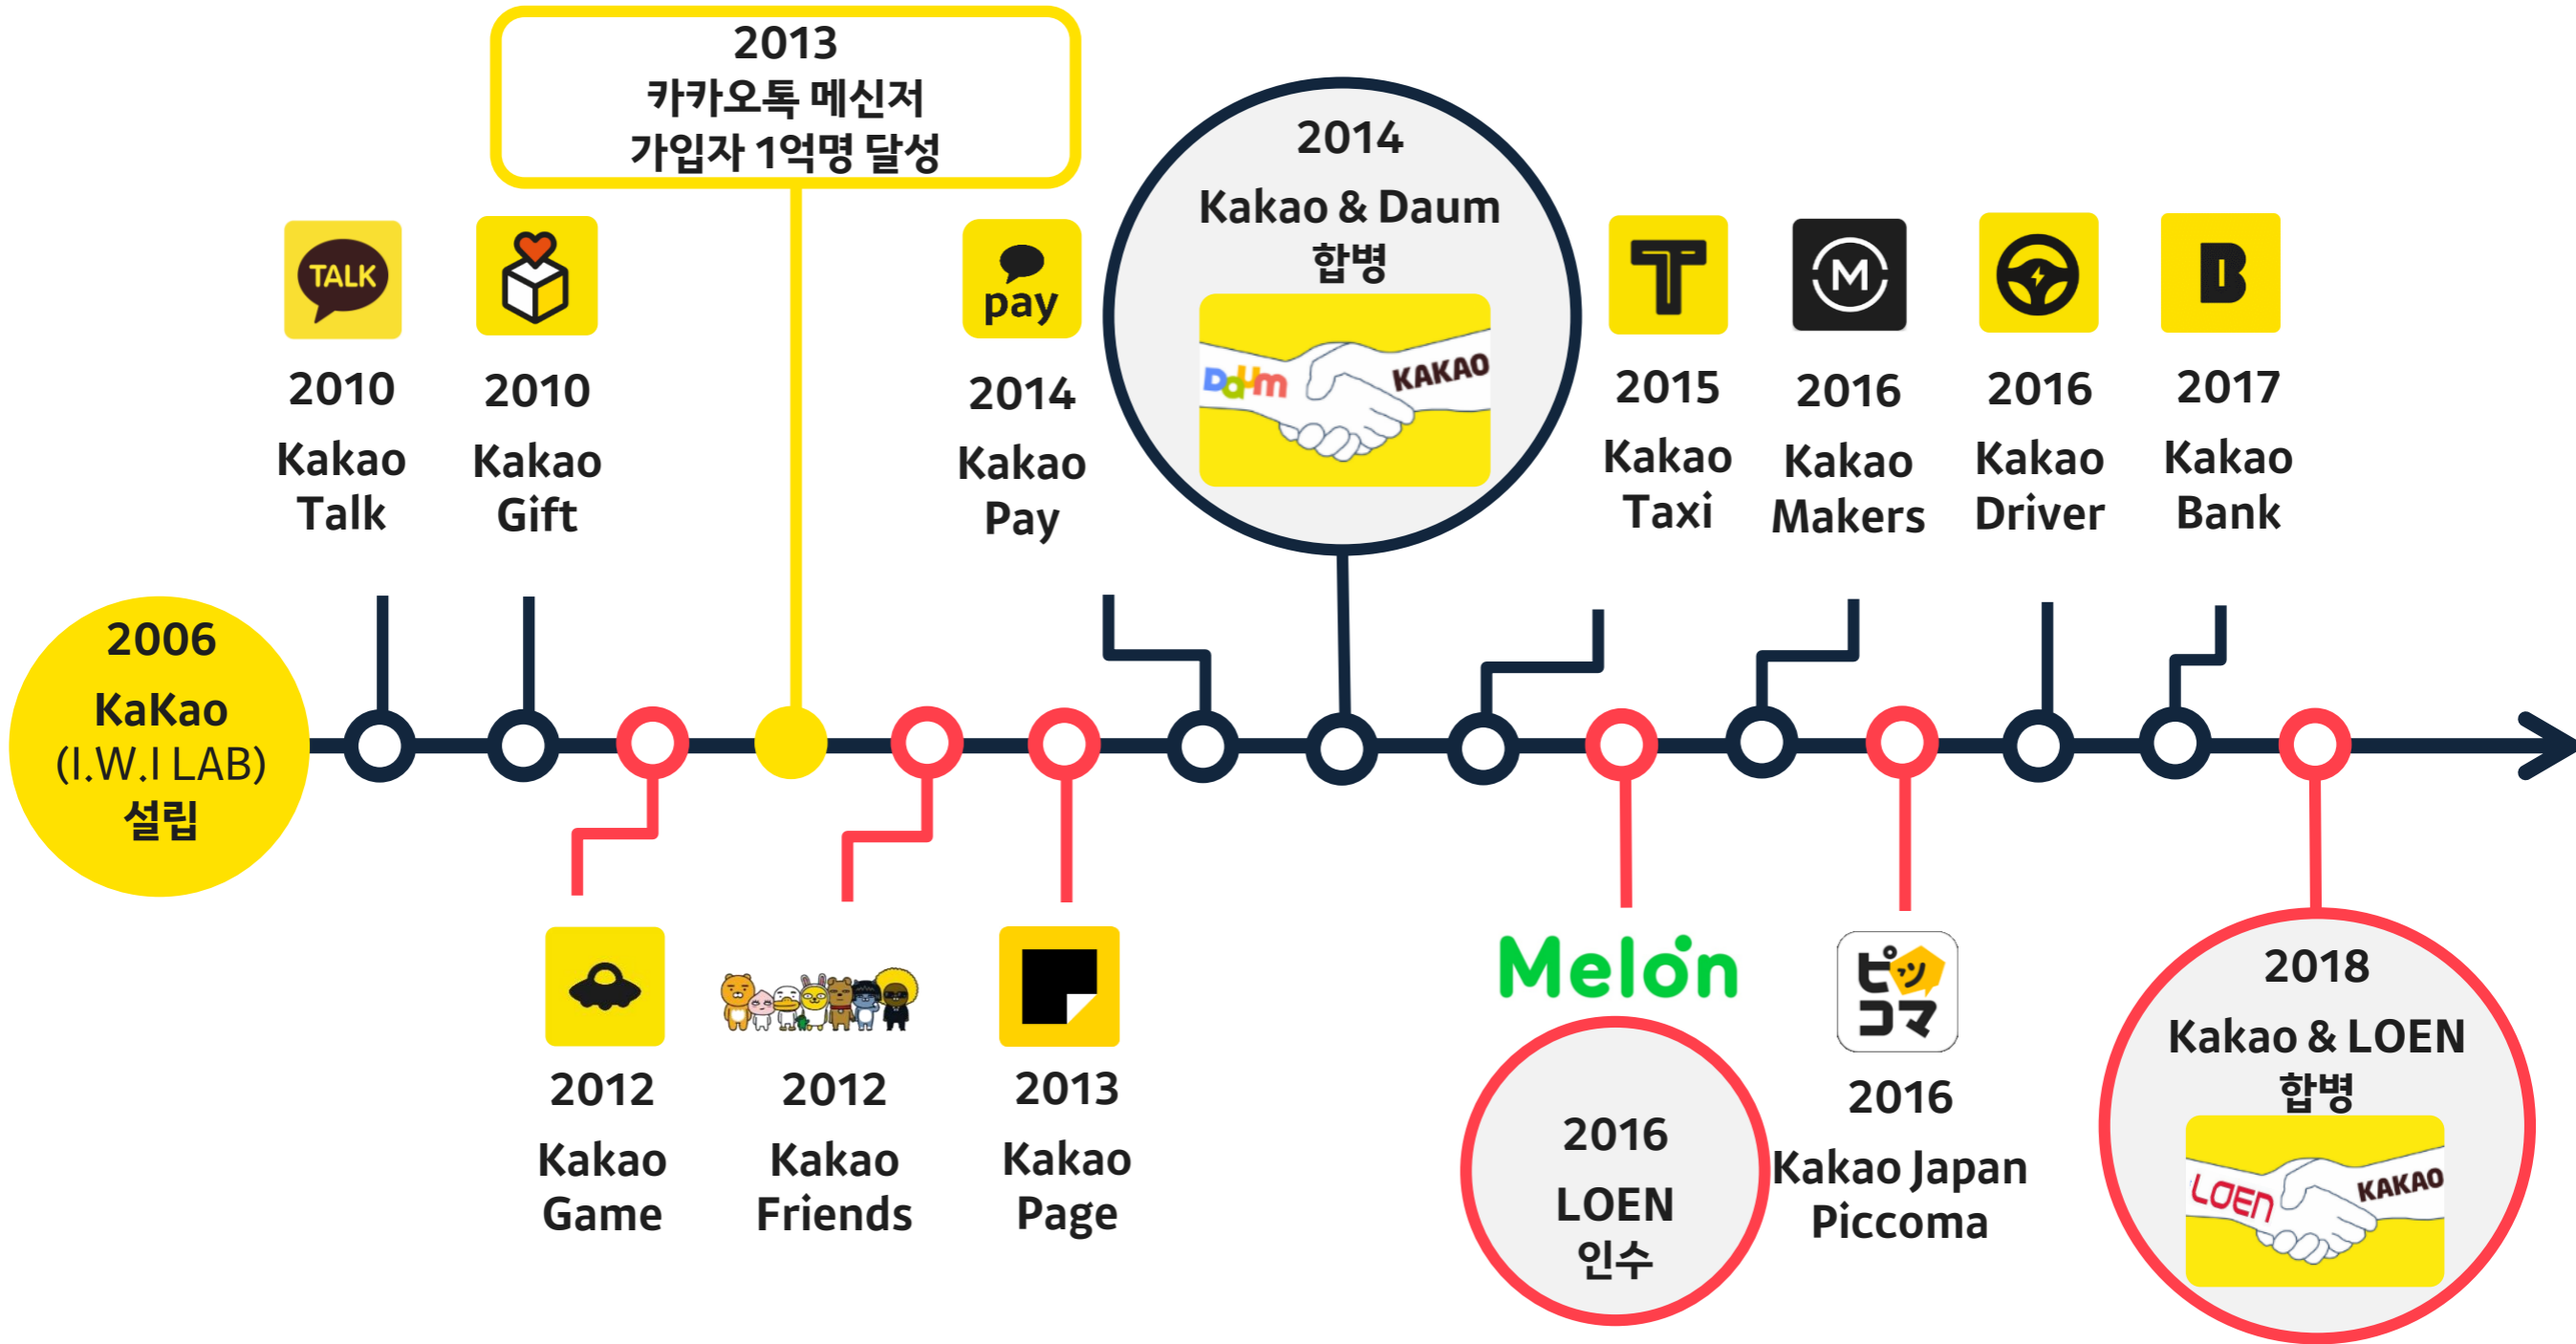 2013
카카오톡 메신저
가입자 1억명 달성
TALK
2010
Kakao
Talk
2010
Kakao
Gift
pay
2014
Kakao
Pay
2014
Kakao & Daum
합병
Daum
KAKAO
T
2015
Kakao
Taxi
M
2016
Kakao
Makers
2016
Kakao
Driver
B
2017
Kakao
Bank
2006
KaKao
(I.W.I LAB)
설립
2012
Kakao
Game
2012
Kakao
Friends
2013
Kakao
Page
Melon
2016
LOEN
인수
ピッ
コマ
2016
Kakao Japan
Piccoma
2018
Kakao & LOEN
합병
LOEN
KAKAO